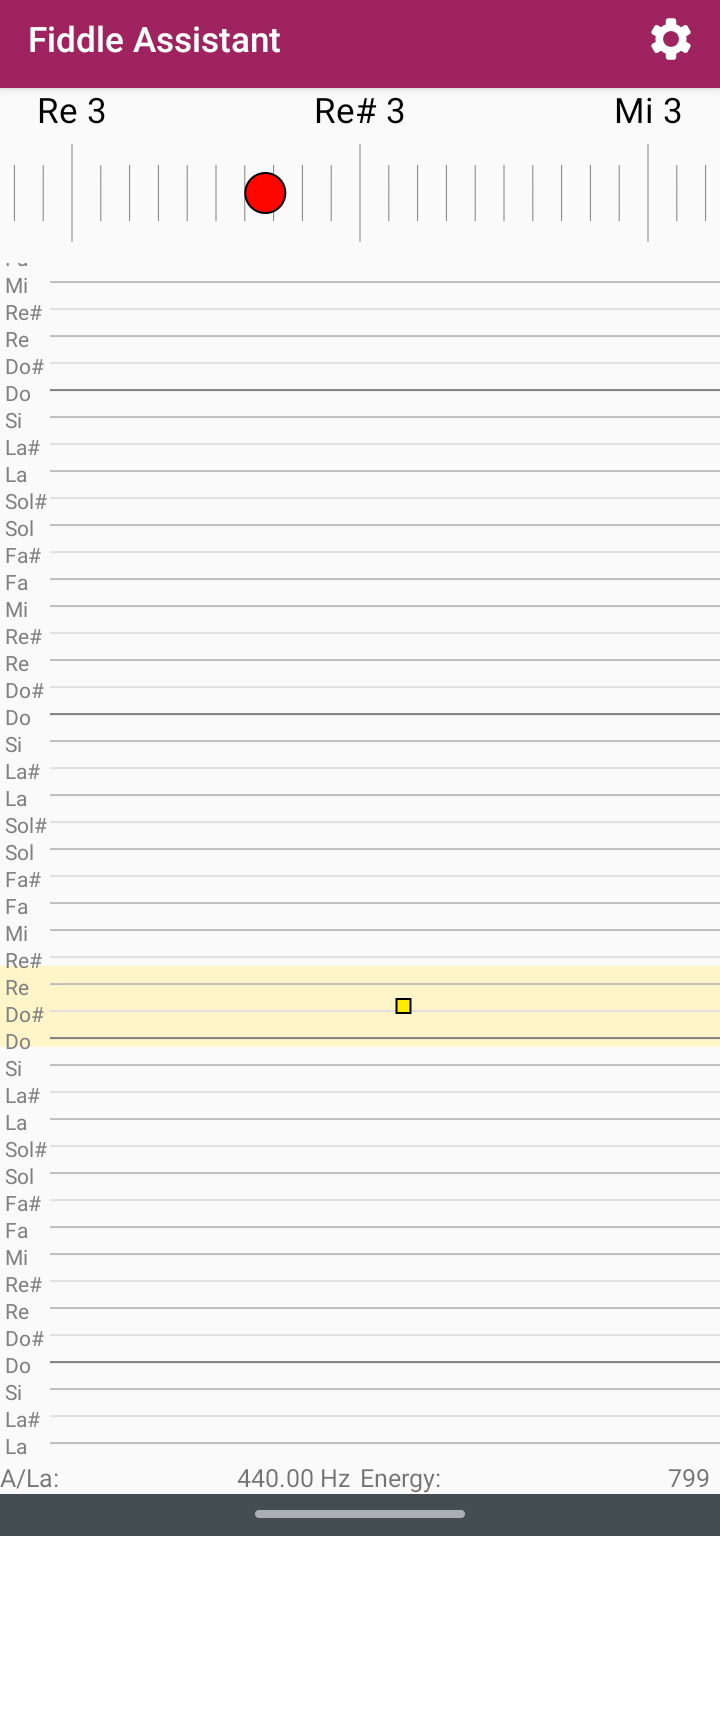 Fiddle Assistant
Re 3 Re# 3 Mi 3
Mi
Re#
Re
Do#
Do
Si
La#
La
Sol#
Sol
Fa#
Fa
Mi
Re#
Re
Do#
Do
Si
La#
La
Sol#
Sol
Fa#
Fa
Mi
Re#
Re
Do#
Do
Si
La#
La
Sol#
Sol
Fa#
Fa
Mi
Re#
Re
Do#
Do
Si
La#
La
A/La: 440.00 Hz Energy: 799